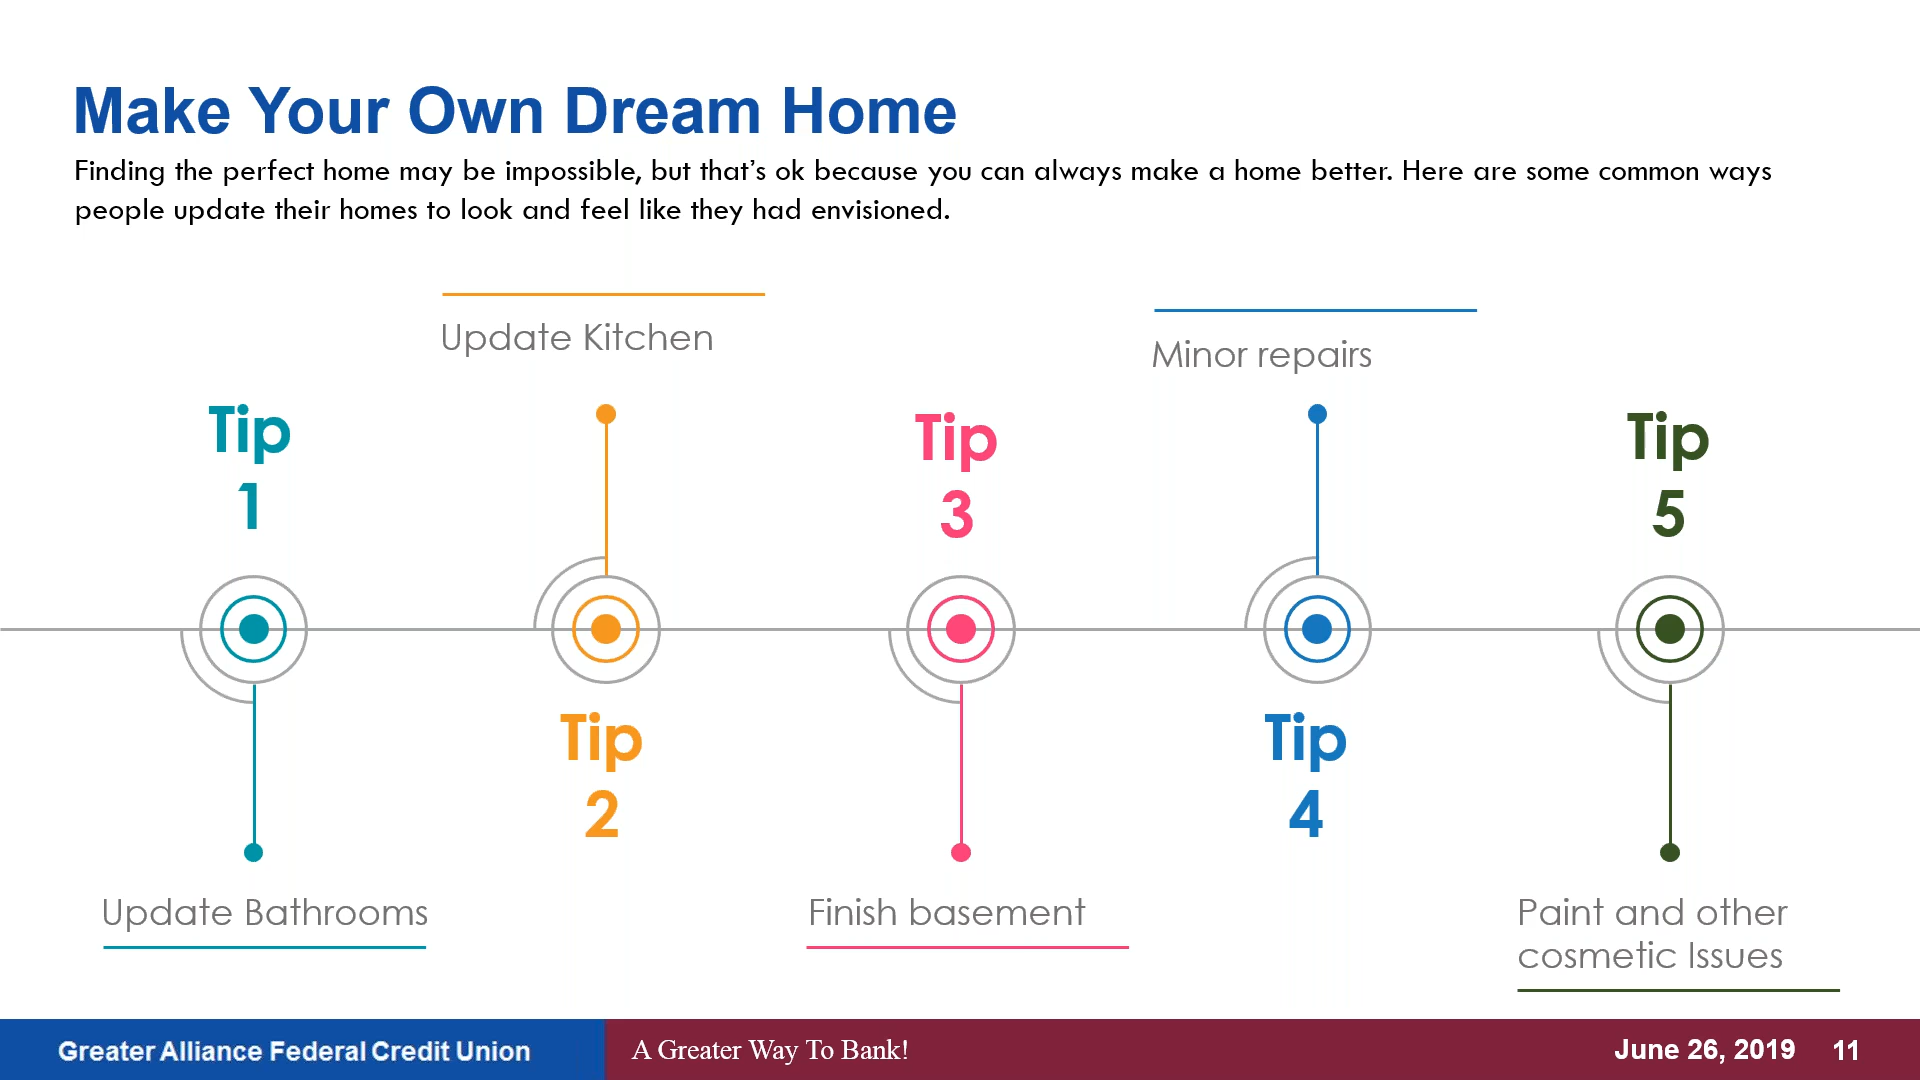 Make Your Own Dream Home
Finding the perfect home may be impossible, but that’s ok because you can always make a home better. Here are some common ways
people update their homes to look and feel like they had envisioned.
Tip
1
Update Bathrooms
Update Kitchen
Tip
2
Tip
3
Finish basement
Minor repairs
Tip
4
Tip
5
Paint and other
cosmetic Issues
Greater Alliance Federal Credit Union
A Greater Way To Bank!
June 26, 2019
11